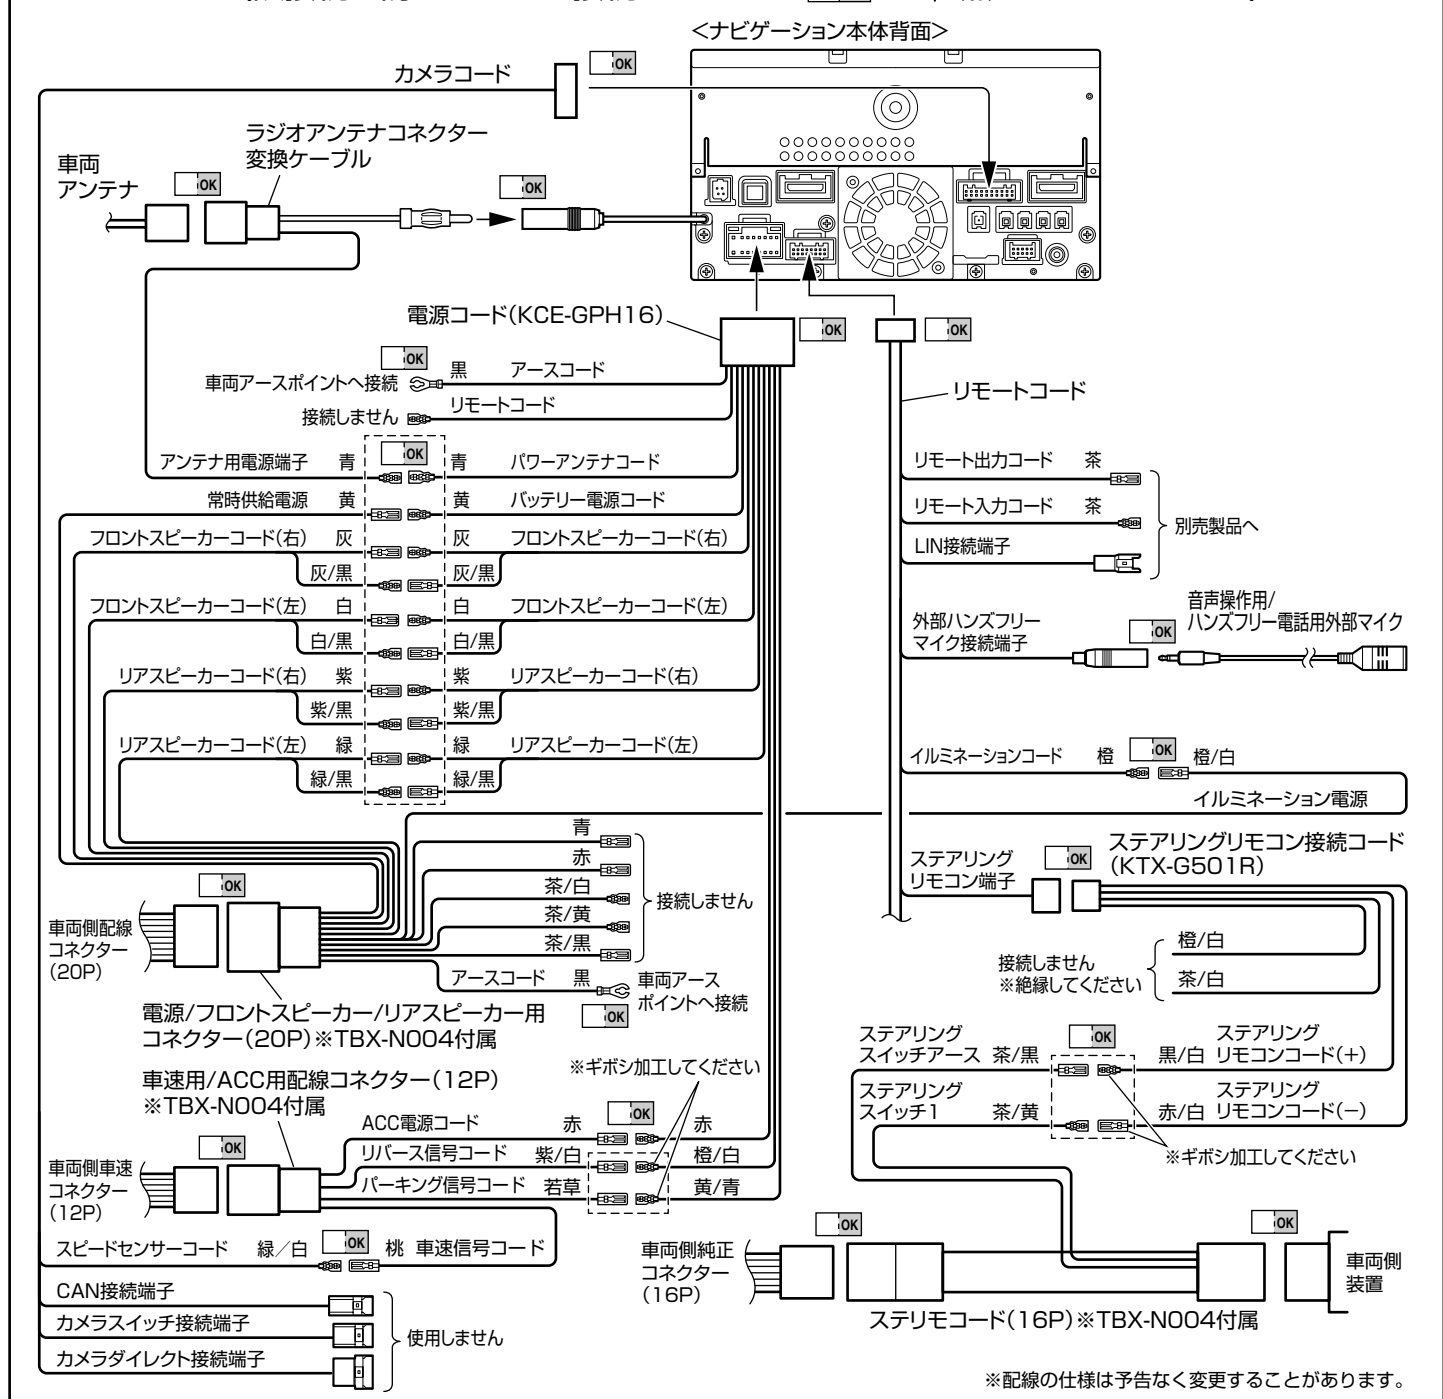 <ナビゲーション本体背面>
カメラコード
OK
ラジオアンテナコネクター
変換ケーブル
車両
アンテナ
OK
OK
電源コード(KCE-GPH16)
OK
OK
OK
車両アースポイントへ接続
黒 アースコード
接続しません
リモートコード
リモートコード
OK
アンテナ用電源端子 青
青 パワーアンテナコード
常時供給電源 黄
黄 バッテリー電源コード
フロントスピーカーコード(右) 灰
灰 フロントスピーカーコード(右)
灰/黒
灰/黒
フロントスピーカーコード(左) 白
白 フロントスピーカーコード(左)
白/黒
白/黒
リアスピーカーコード(右) 紫
紫 リアスピーカーコード(右)
紫/黒
紫/黒
リアスピーカーコード(左) 緑
緑 リアスピーカーコード(左)
緑/黒
緑/黒
リモート出力コード 茶
リモート入力コード 茶
LIN接続端子
別売製品へ
外部ハンズフリー
マイク接続端子
OK
音声操作用/
ハンズフリー電話用外部マイク
イルミネーションコード 橙
OK
橙/白
イルミネーション電源
青
赤
茶/白
茶/黄
茶/黒
接続しません
OK
車両側配線
コネクター
(20P)
アースコード 黒
車両アース
ポイントへ接続
OK
電源/フロントスピーカー/リアスピーカー用
コネクター(20P)※TBX-N004付属
ステアリング
リモコン端子
OK
ステアリングリモコン接続コード
(KTX-G501R)
橙/白
茶/白
接続しません
※絶縁してください
ステアリング
スイッチアース 茶/黒
OK
黒/白
ステアリング
リモコンコード(+)
ステアリング
スイッチ1 茶/黄
赤/白
ステアリング
リモコンコード(−)
※ギボシ加工してください
車速用/ACC用配線コネクター(12P)
※TBX-N004付属
※ギボシ加工してください
OK
OK
ACC電源コード 赤
赤
リバース信号コード 紫/白
橙/白
パーキング信号コード 若草
黄/青
車両側車速
コネクター
(12P)
スピードセンサーコード 緑/白
OK
桃 車速信号コード
CAN接続端子
カメラスイッチ接続端子
カメラダイレクト接続端子
使用しません
車両側純正
コネクター
(16P)
OK
OK
車両側
装置
ステリモコード(16P)※TBX-N004付属
※配線の仕様は予告なく変更することがあります。